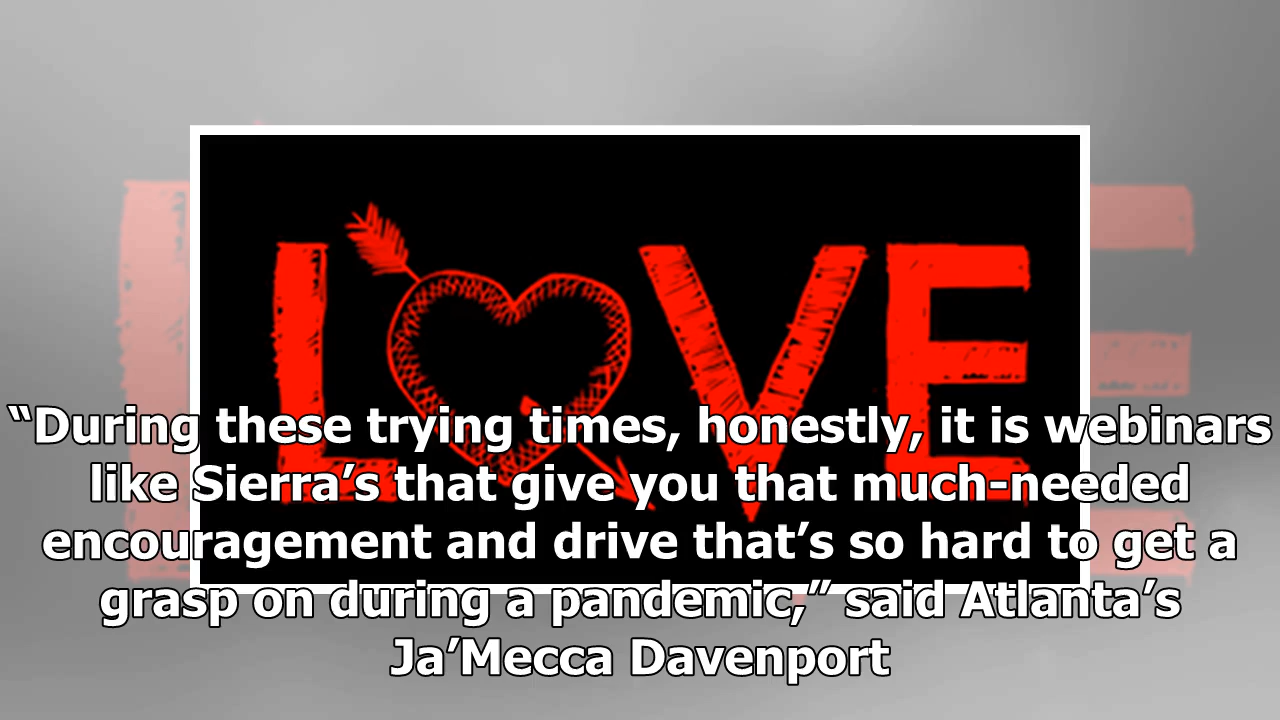 LOVE
“During these trying times, honestly, it is webinars
like Sierra’s that give you that much-needed
encouragement and drive that’s so hard to get a
grasp on during a pandemic,” said Atlanta’s
Ja’Mecca Davenport